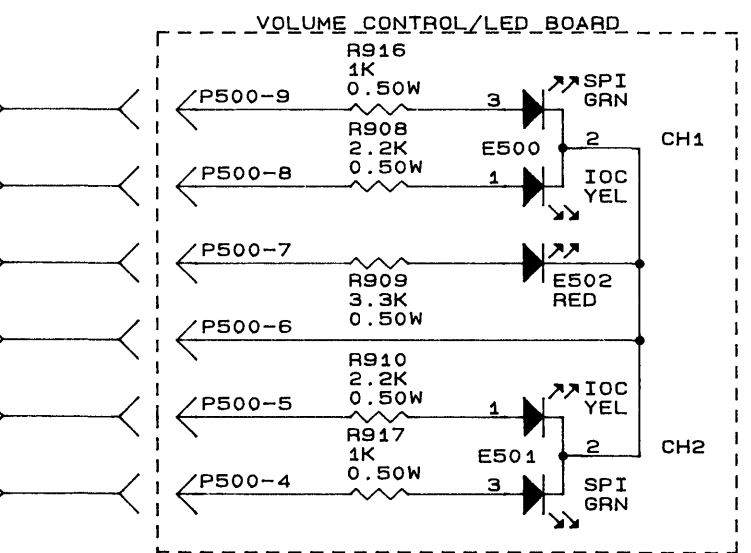 VOLUME CONTROL/LED BOARD
R916
1K
0.50W
P500-9
3
SPI
GRN
R908
2.2K
0.50W
E500
2
CH1
P500-8
1
IOC
YEL
P500-7
R909
3.3K
0.50W
E502
RED
P500-6
R910
2.2K
0.50W
P500-5
1
IOC
YEL
R917
1K
0.50W
E501
2
CH2
P500-4
3
SPI
GRN